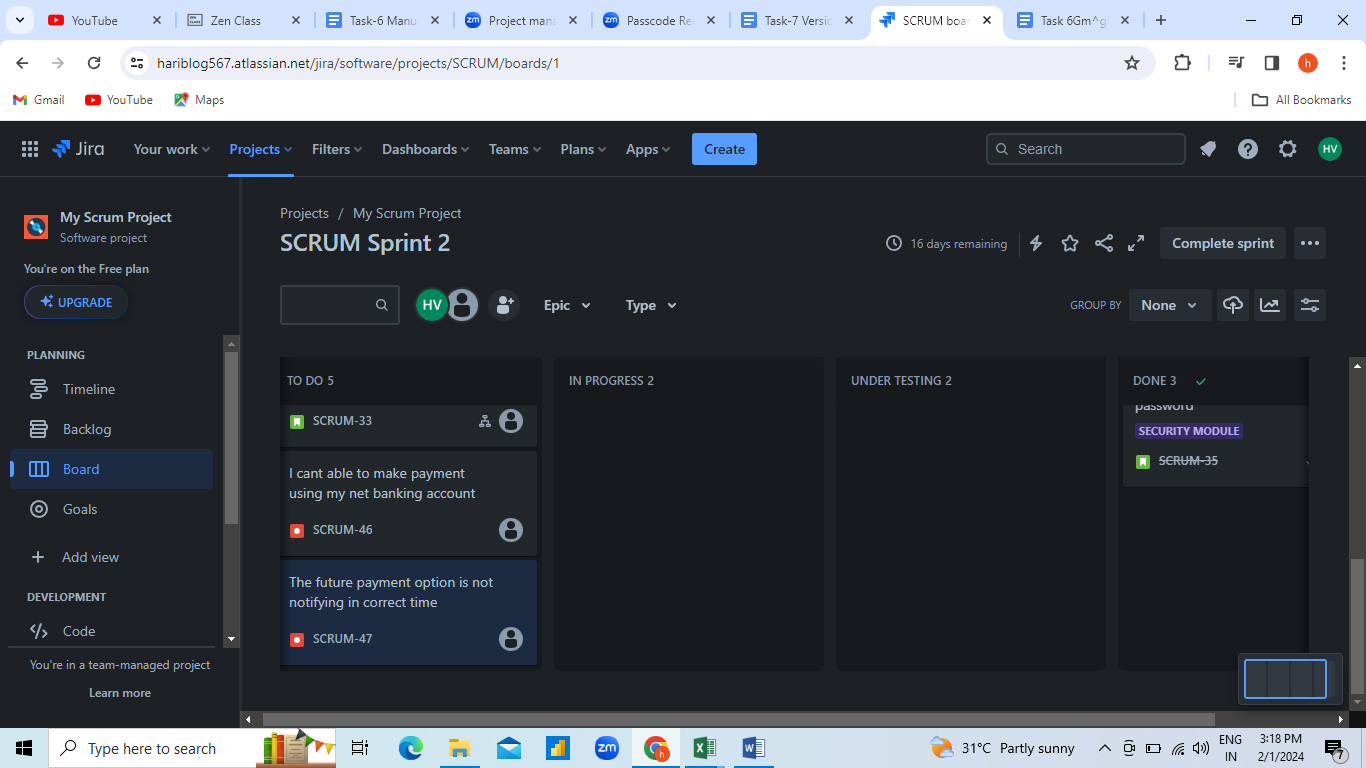 YouTube
Zen Class
Task-6 Manu
Project mana
Passcode Re
Task-7 Versio
SCRUM boar
Task 6Gm^g
hariblog567.atlassian.net/jira/software/projects/SCRUM/boards/1
h
Gmail
YouTube
Maps
All Bookmarks
Jira
Your work
Projects
Filters
Dashboards
Teams
Plans
Apps
Create
Search
HV
My Scrum Project
Software project
You're on the Free plan
UPGRADE
PLANNING
Timeline
Backlog
Board
Goals
Add view
DEVELOPMENT
Code
You're in a team-managed project
Learn more
Projects / My Scrum Project
SCRUM Sprint 2
16 days remaining
Complete sprint
HV
Epic
Type
GROUP BY
None
TO DO 5
SCRUM-33
I cant able to make payment
using my net banking account
SCRUM-46
The future payment option is not
notifying in correct time
SCRUM-47
IN PROGRESS 2
UNDER TESTING 2
DONE 3
password
SECURITY MODULE
SCRUM-35
Type here to search
31°C Partly sunny
ENG
IN
3:18 PM
2/1/2024
7